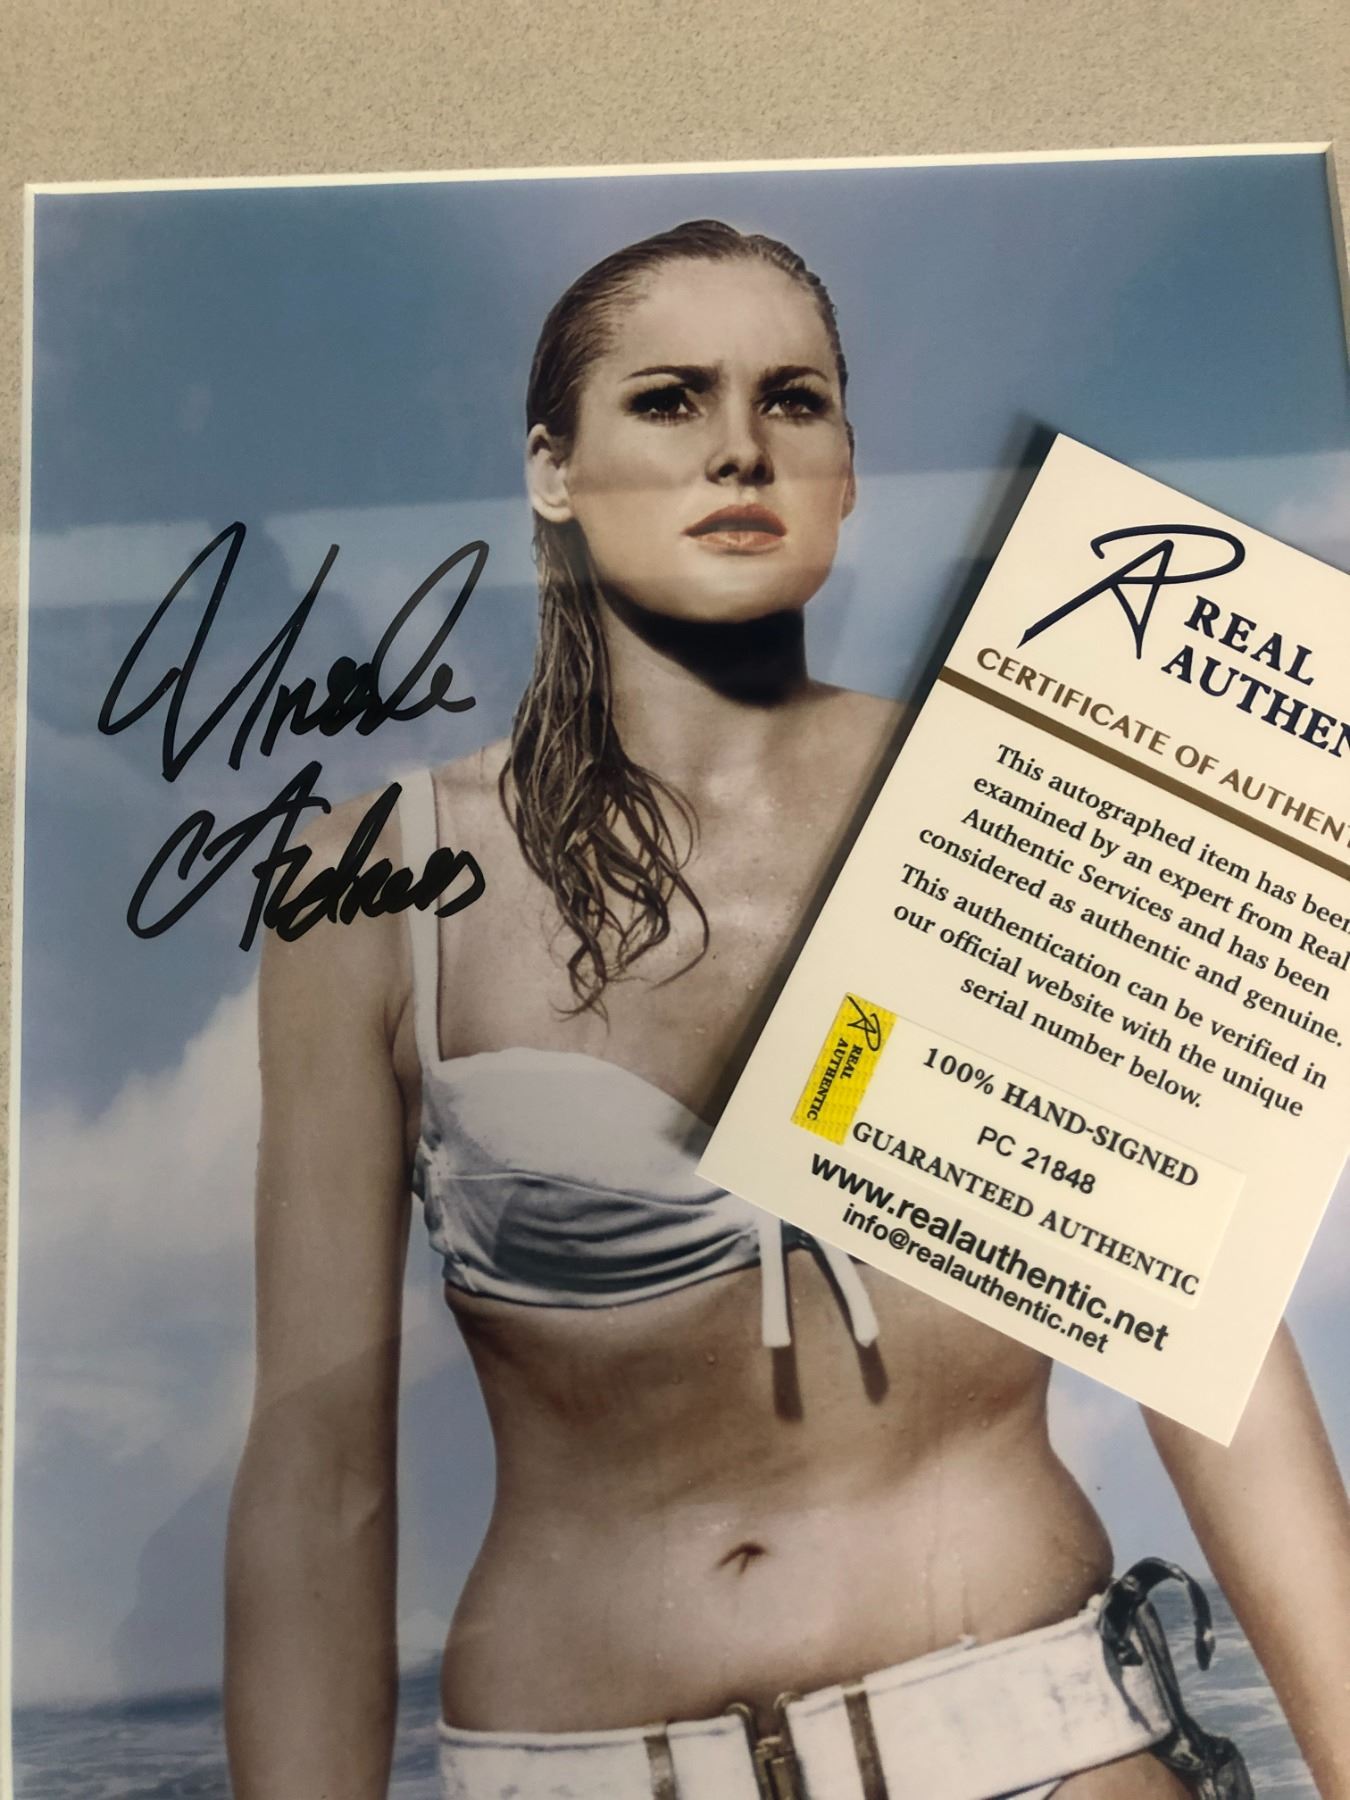 Ursula
Andress
REAL
AUTHEN
CERTIFICATE OF AUTHENT
This autographed item has been
examined by an expert from Real
Authentic Services and has been
considered as authentic and genuine.
This authentication can be verified in
our official website with the unique
serial number below.
REAL
AUTHENTIC
100% HAND-SIGNED
PC 21848
GUARANTEED AUTHENTIC
www.realauthentic.net
info@realauthentic.net